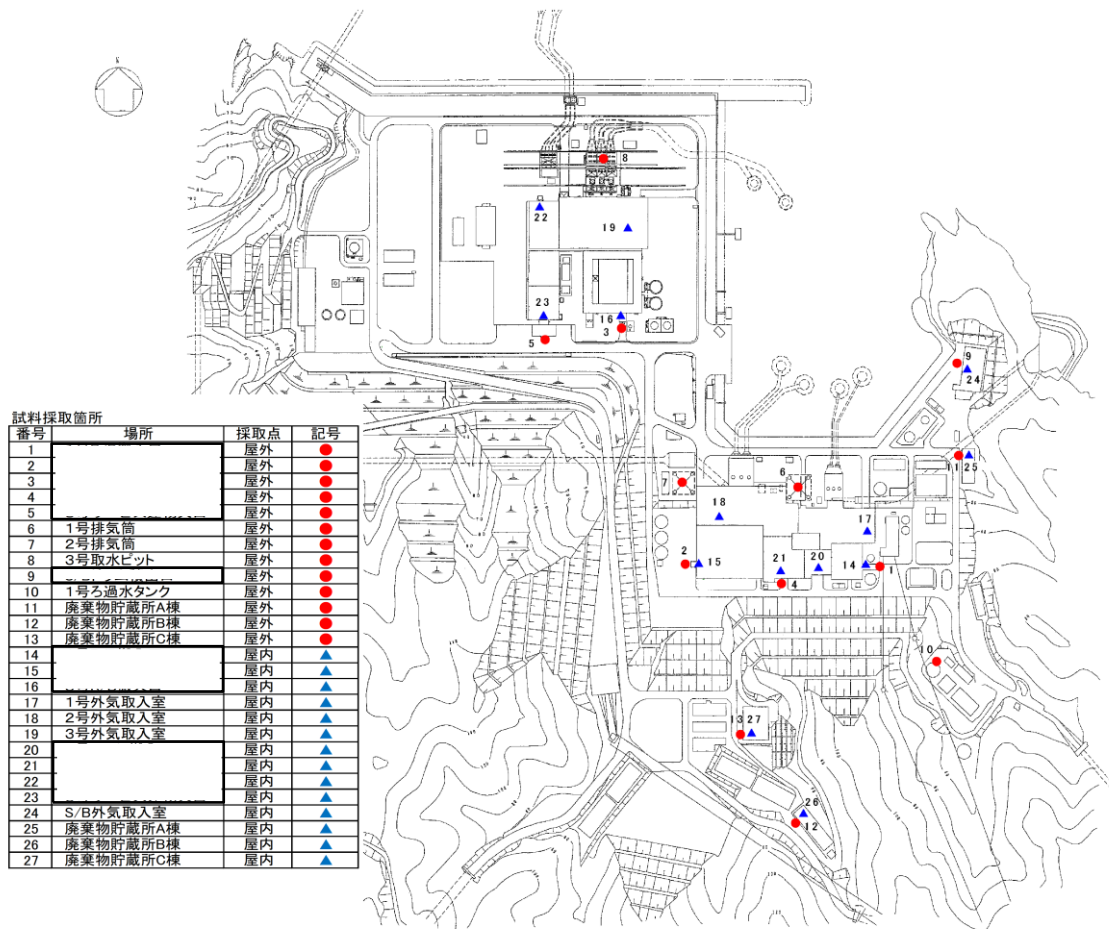 N
8
22
19
23
16
3
5
9
24
試料採取箇所
番号 場所 採取点 記号
1 屋外
2 屋外
3 屋外
4 屋外
5 屋外
6 1号排気筒 屋外
7 2号排気筒 屋外
8 3号取水ピット 屋外
9 屋外
10 1号ろ過水タンク 屋外
11 廃棄物貯蔵所A棟 屋外
12 廃棄物貯蔵所B棟 屋外
13 廃棄物貯蔵所C棟 屋外
14 屋内
15 屋内
16 屋内
17 1号外気取入室 屋内
18 2号外気取入室 屋内
19 3号外気取入室 屋内
20 屋内
21 屋内
22 屋内
23 屋内
24 S/B外気取入室 屋内
25 廃棄物貯蔵所A棟 屋内
26 廃棄物貯蔵所B棟 屋内
27 廃棄物貯蔵所C棟 屋内
11 25
6
7
18
17
2
15
21
20
14
1
4
10
13 27
26
12